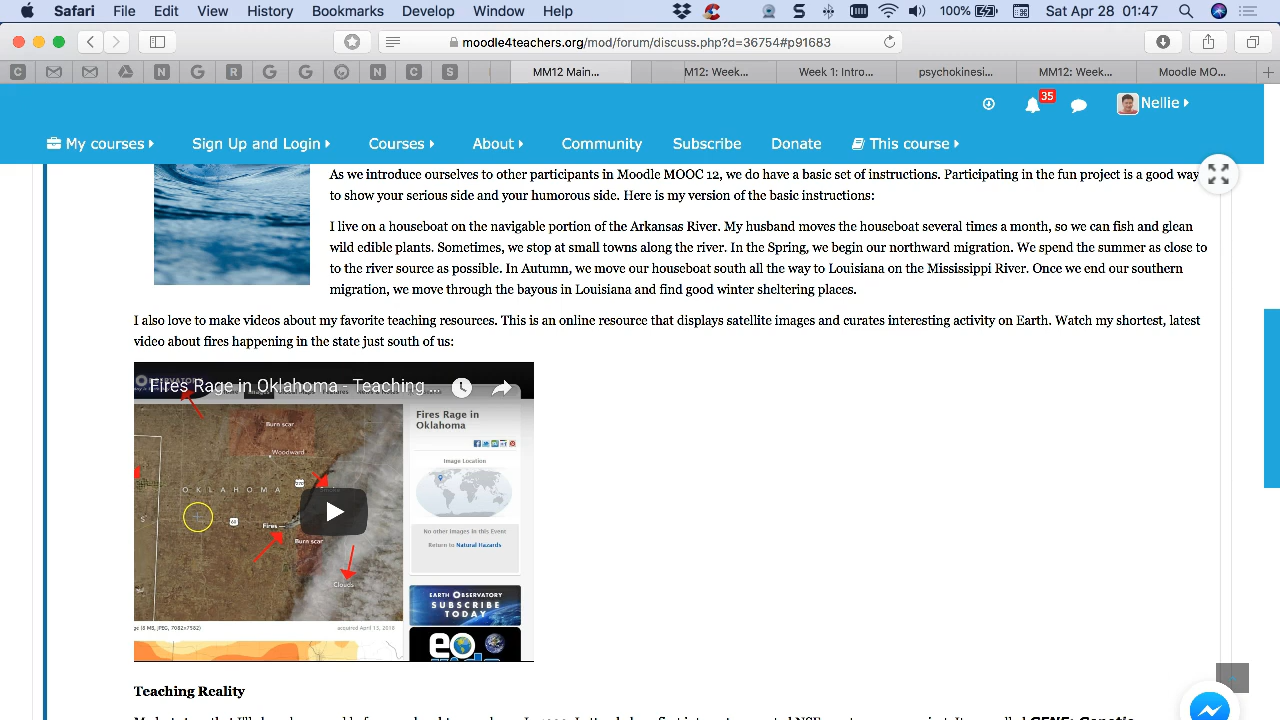 Safari File Edit View History Bookmarks Develop Window Help 100% Sat Apr 28 01:47
moodle4teachers.org/mod/forum/discuss.php?d=36754#p91683
C N G R G G N C S MM12 Main... M12: Week... Week 1: Intro... psychokinesi... MM12: Week... Moodle MO...
35 Nellie
My courses Sign Up and Login Courses About Community Subscribe Donate This course
As we introduce ourselves to other participants in Moodle MOOC 12, we do have a basic set of instructions. Participating in the fun project is a good way
to show your serious side and your humorous side. Here is my version of the basic instructions:
I live on a houseboat on the navigable portion of the Arkansas River. My husband moves the houseboat several times a month, so we can fish and glean
wild edible plants. Sometimes, we stop at small towns along the river. In the Spring, we begin our northward migration. We spend the summer as close to
to the river source as possible. In Autumn, we move our houseboat south all the way to Louisiana on the Mississippi River. Once we end our southern
migration, we move through the bayous in Louisiana and find good winter sheltering places.
I also love to make videos about my favorite teaching resources. This is an online resource that displays satellite images and curates interesting activity on Earth. Watch my shortest, latest
video about fires happening in the state just south of us:
Fires Rage in Oklahoma - Teaching ...
Fires Rage in
Oklahoma
Burn scar
Woodward
Image Location
OKLAHOMA
270
60
Fires
No other images in this Event
Burn scar
Return to Natural Hazards
Clouds
EARTH OBSERVATORY
SUBSCRIBE
TODAY
ge (8 MB, JPEG, 7082x7582) acquired April 15, 2018
eo
Teaching Reality